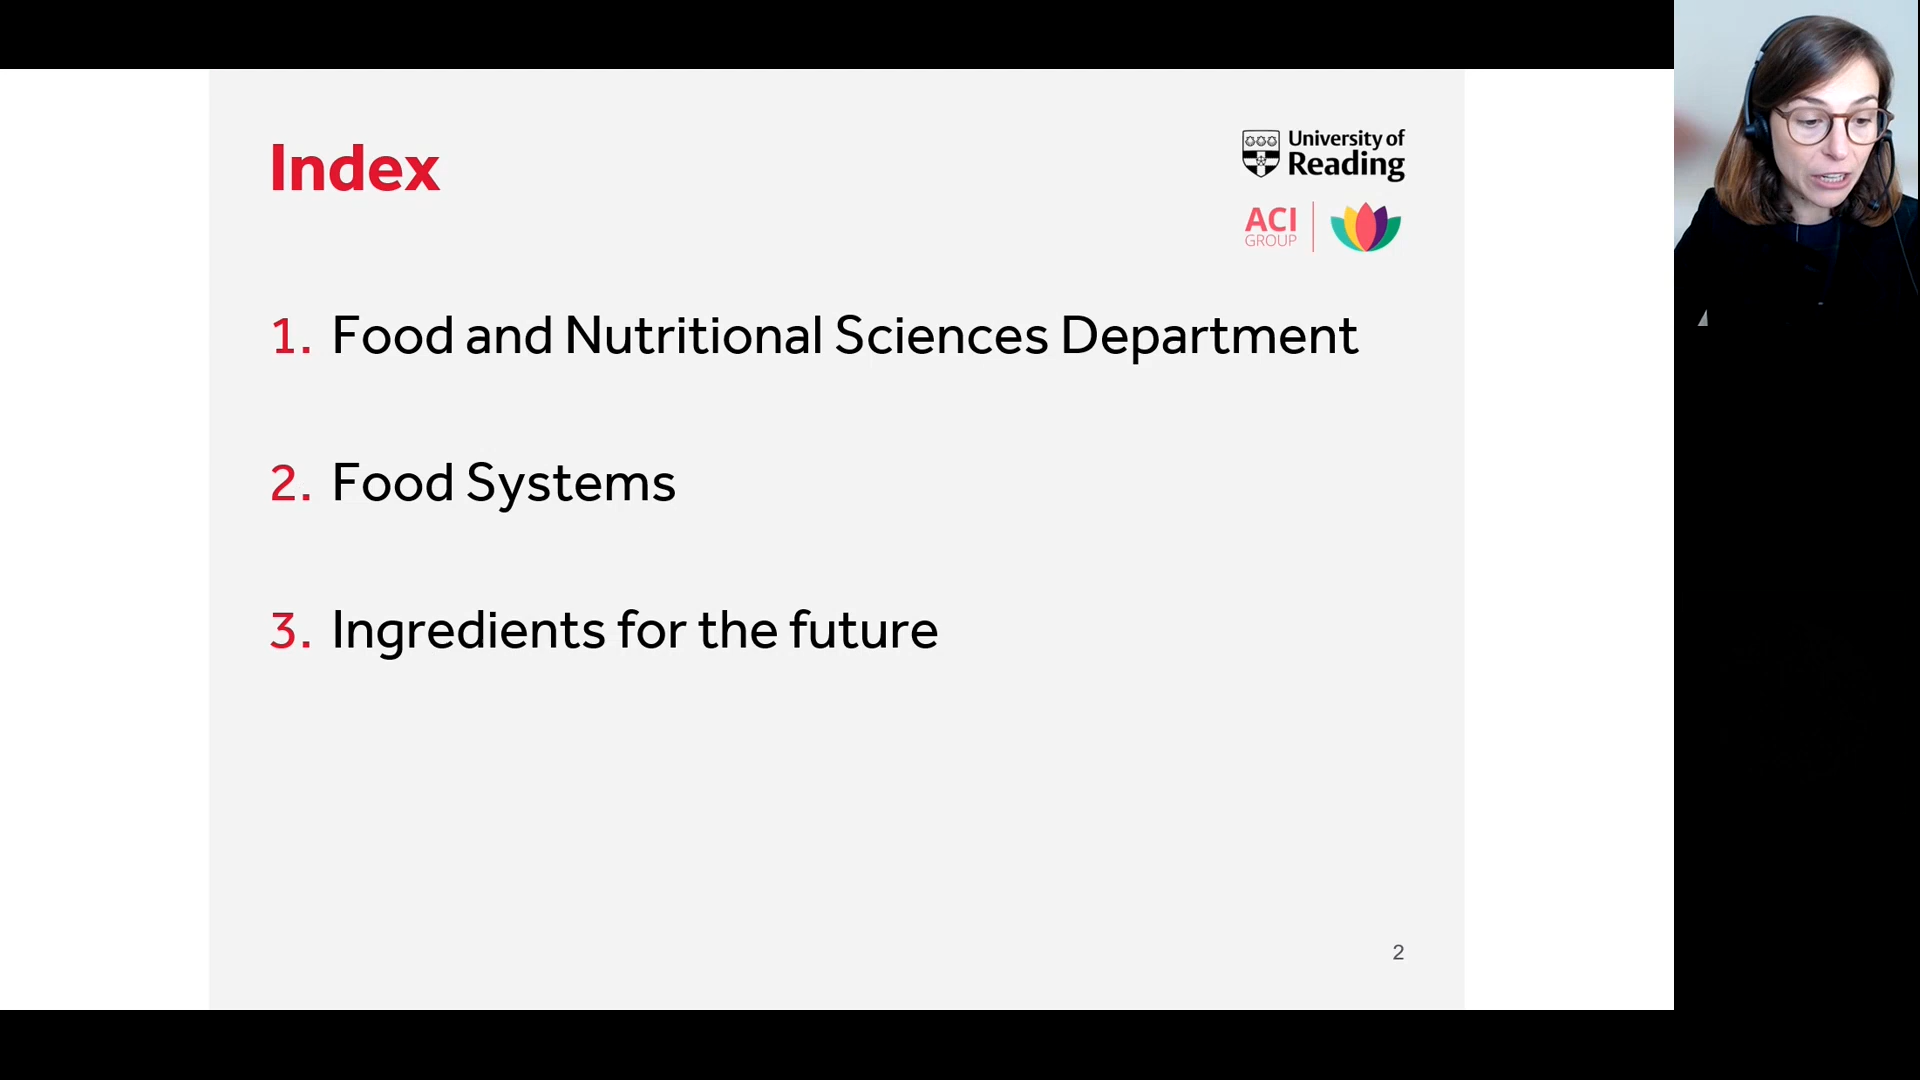 Index
University of
Reading
ACI
GROUP
1. Food and Nutritional Sciences Department
2. Food Systems
3. Ingredients for the future
2